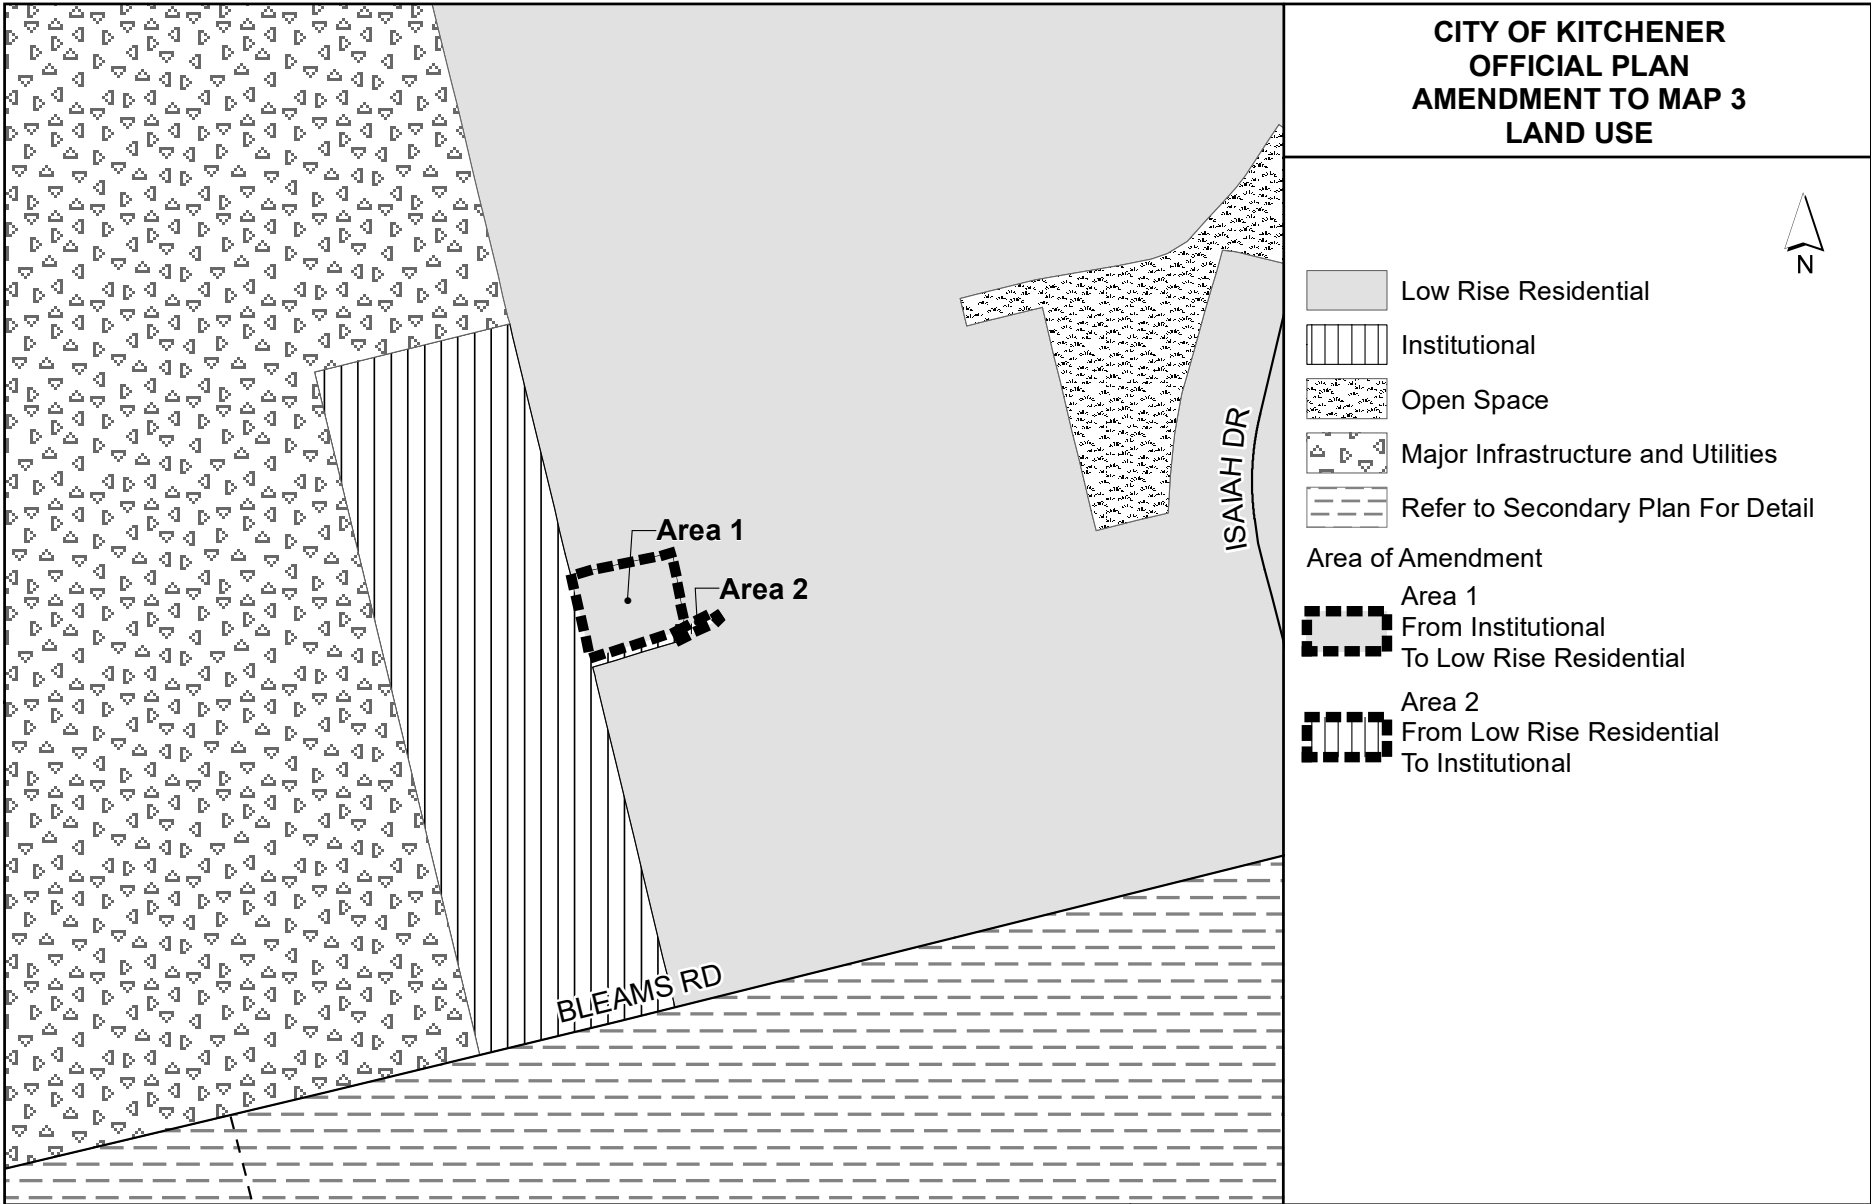 CITY OF KITCHENER
OFFICIAL PLAN
AMENDMENT TO MAP 3
LAND USE
N
Low Rise Residential
Institutional
Open Space
Major Infrastructure and Utilities
Refer to Secondary Plan For Detail
Area of Amendment
Area 1
From Institutional
To Low Rise Residential
Area 2
From Low Rise Residential
To Institutional
Area 1
Area 2
ISAIAH DR
BLEAMS RD